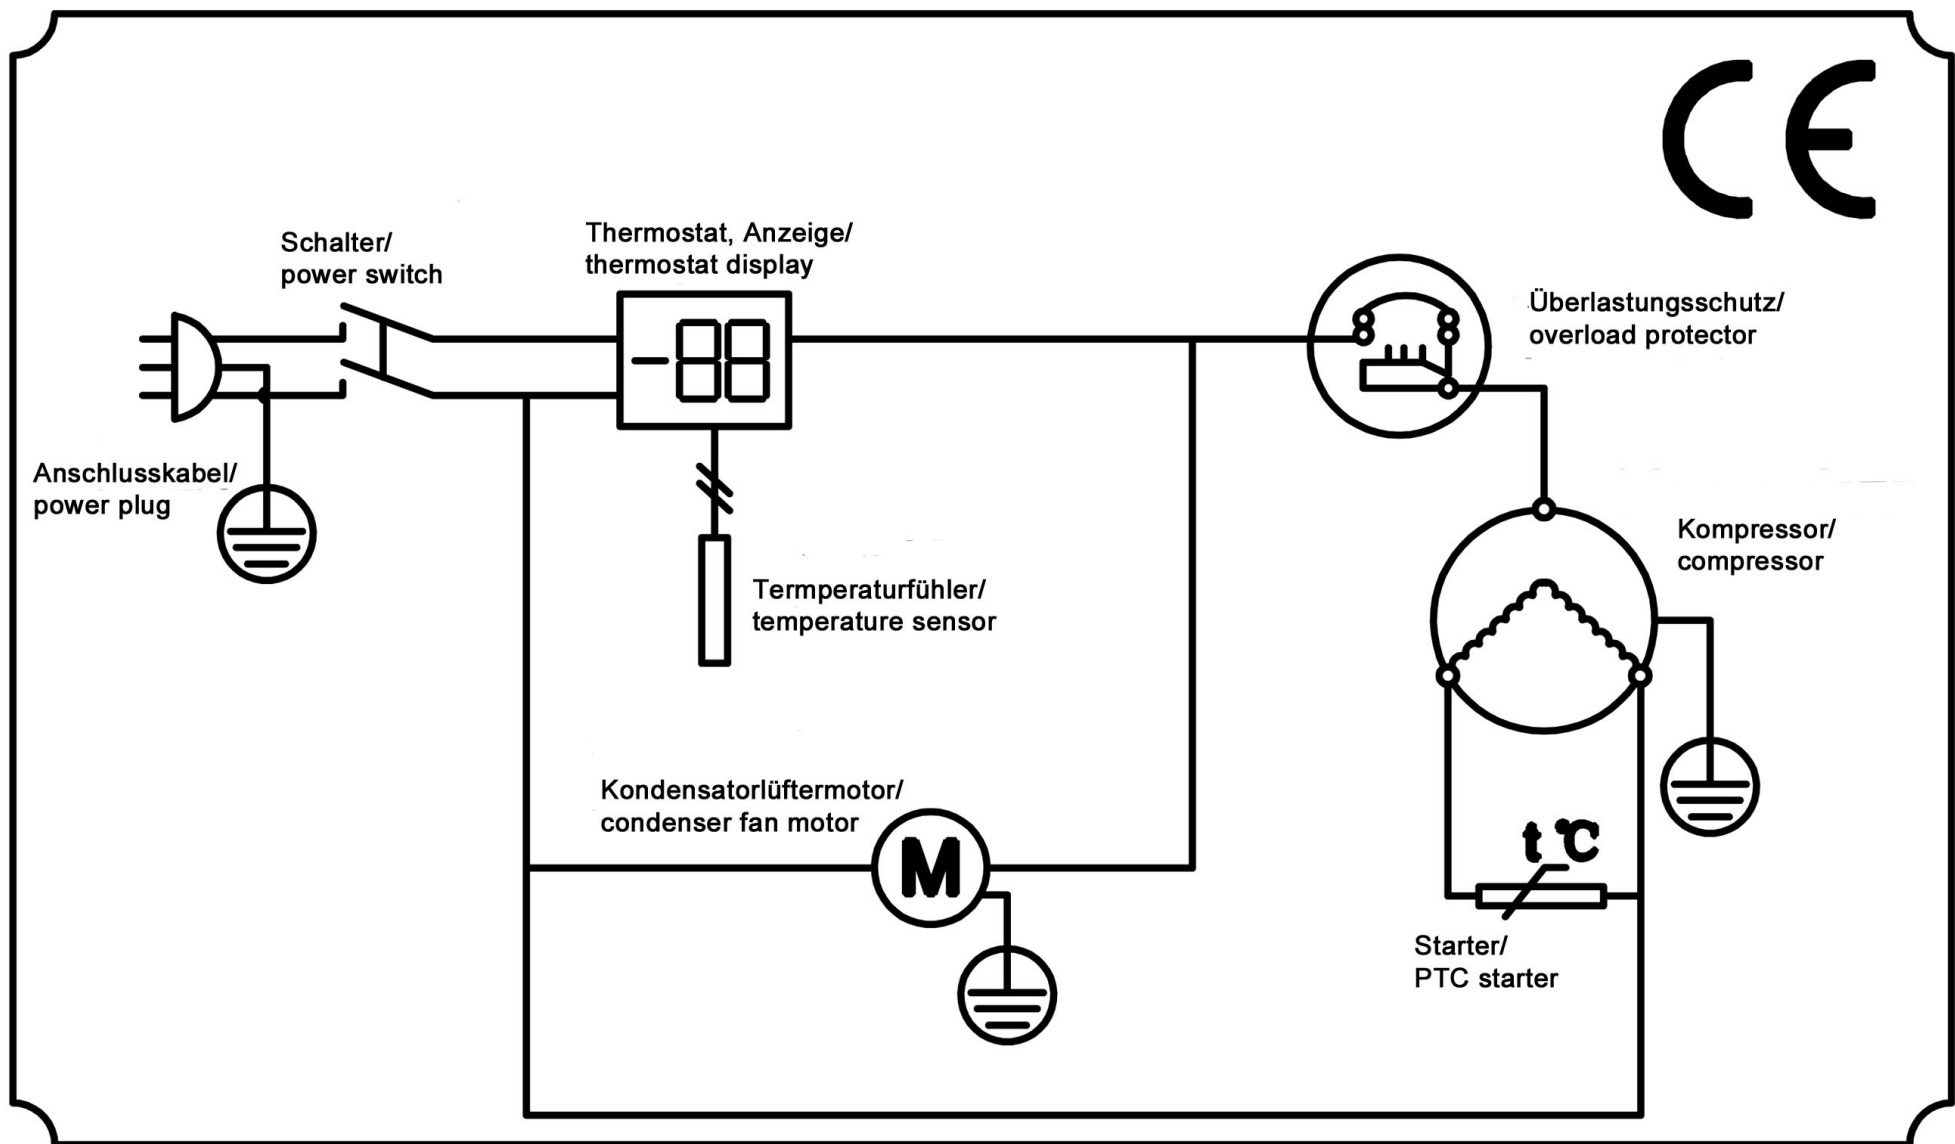 CE
Schalter/
power switch
Thermostat, Anzeige/
thermostat display
Überlastungsschutz/
overload protector
Anschlusskabel/
power plug
Termperaturfühler/
temperature sensor
Kompressor/
compressor
Kondensatorlüftermotor/
condenser fan motor
M
t °C
Starter/
PTC starter
-88